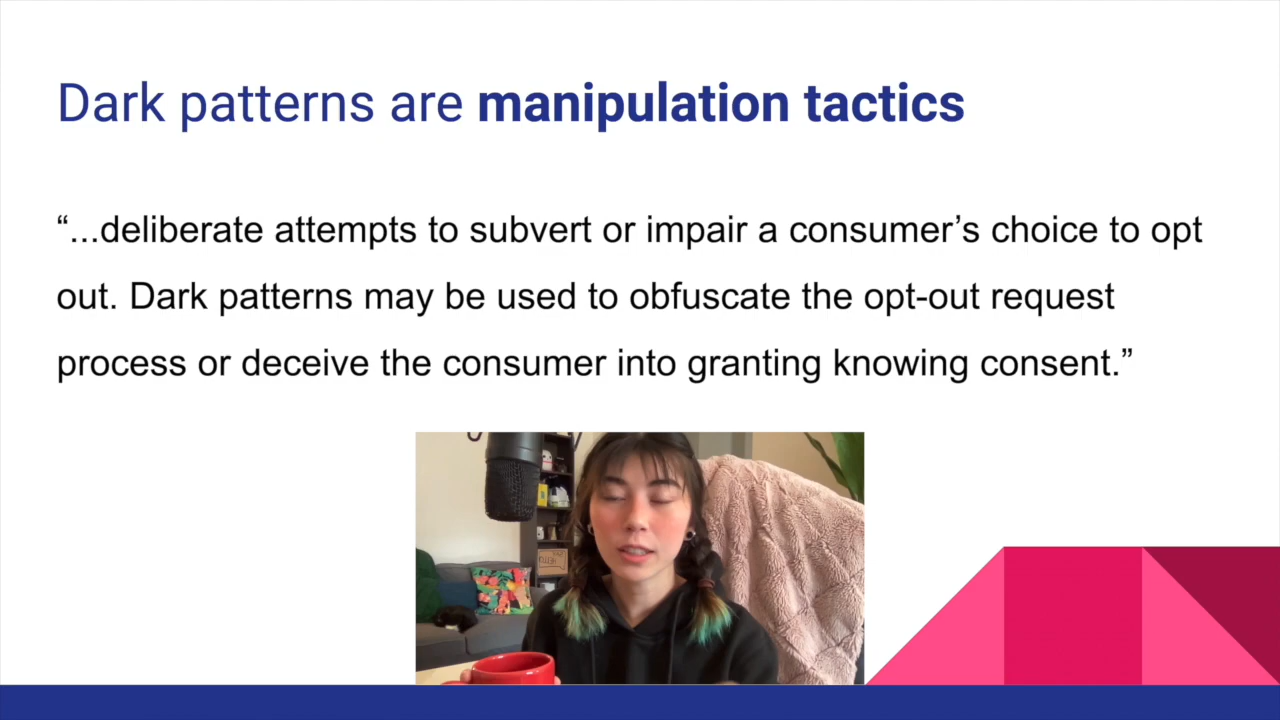 Dark patterns are manipulation tactics
“...deliberate attempts to subvert or impair a consumer’s choice to opt
out. Dark patterns may be used to obfuscate the opt-out request
process or deceive the consumer into granting knowing consent.”